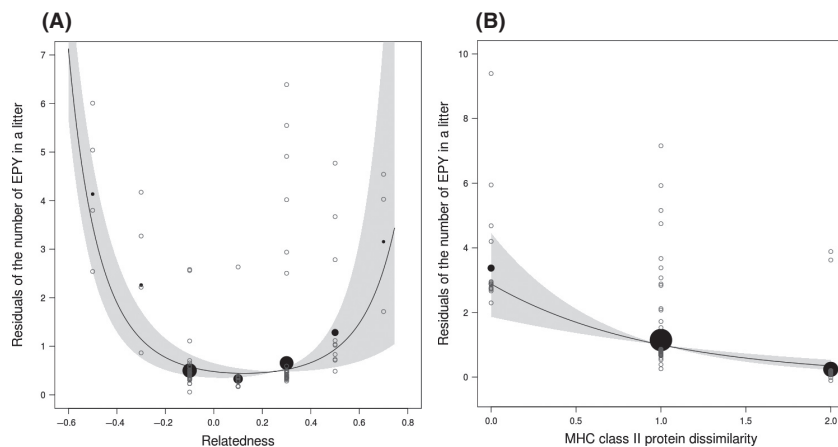 (A)
7
6
5
4
3
2
1
0
Residuals of the number of EPY in a litter
−0.6 −0.4 −0.2 0.0 0.2 0.4 0.6 0.8
Relatedness
(B)
10
8
6
4
2
0
Residuals of the number of EPY in a litter
0.0 0.5 1.0 1.5 2.0
MHC class II protein dissimilarity